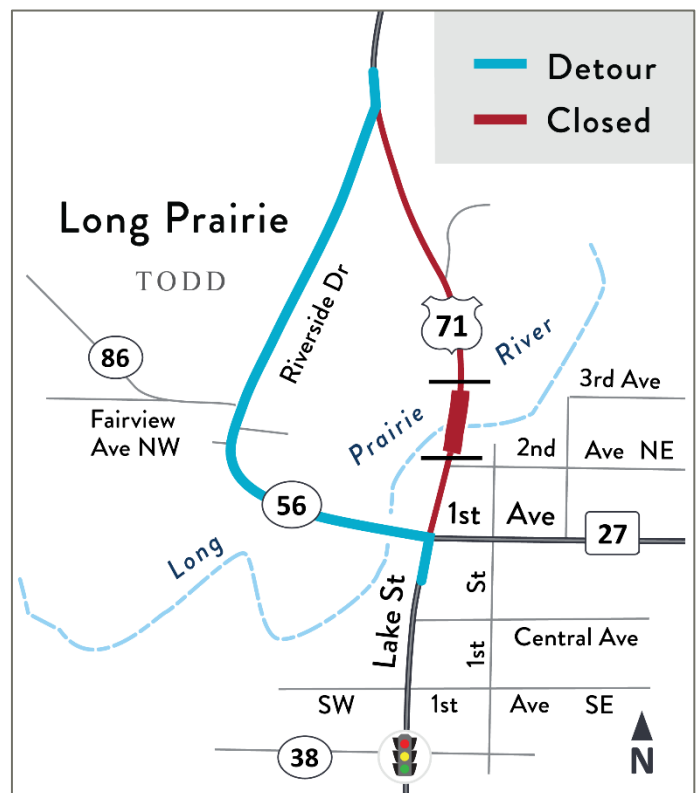 Detour
Closed
Long Prairie
TODD
Riverside Dr
71
River
86
3rd Ave
Fairview
Ave NW
Prairie
2nd Ave NE
56
1st Ave
27
Long
Lake St
1st St
Central Ave
SW 1st Ave SE
38
N